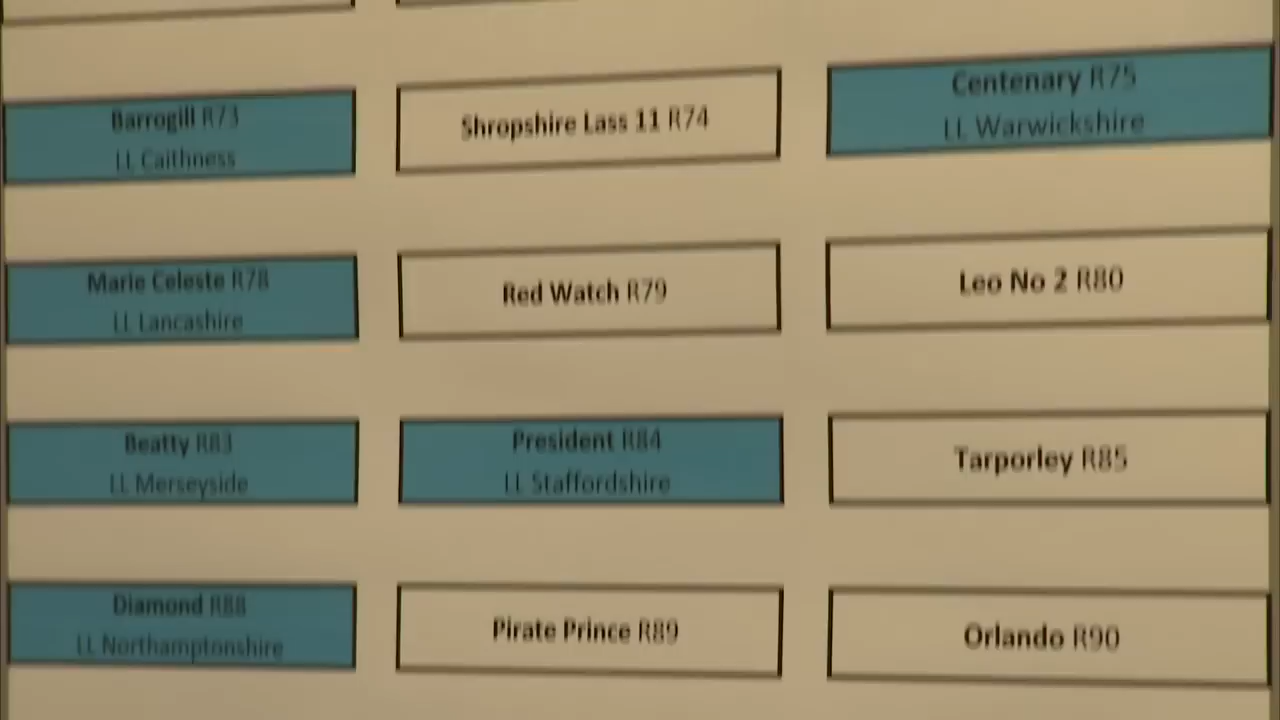 Barrogill R73
LL Caithness
Shropshire Lass 11 R74
Centenary R75
LL Warwickshire
Marie Celeste R78
LL Lancashire
Red Watch R79
Leo No 2 R80
Beatty R83
LL Merseyside
President R84
LL Staffordshire
Tarporley R85
Diamond R88
LL Northamptonshire
Pirate Prince R89
Orlando R90